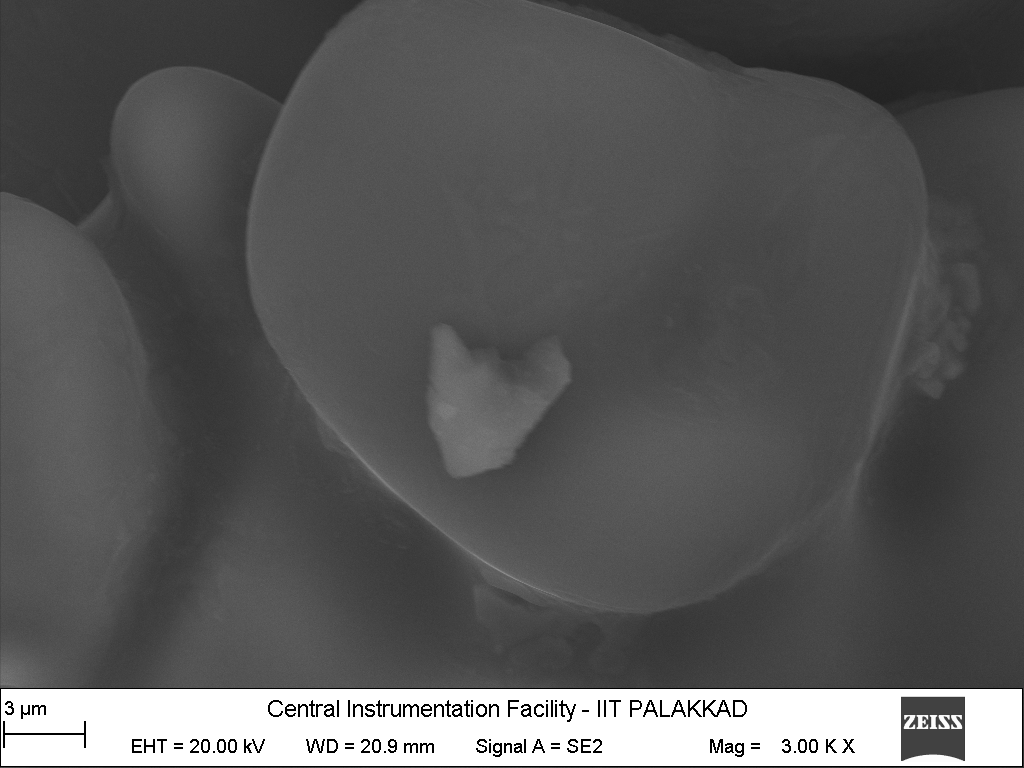 3 µm
Central Instrumentation Facility - IIT PALAKKAD
EHT = 20.00 kV WD = 20.9 mm Signal A = SE2 Mag = 3.00 K X
ZEISS